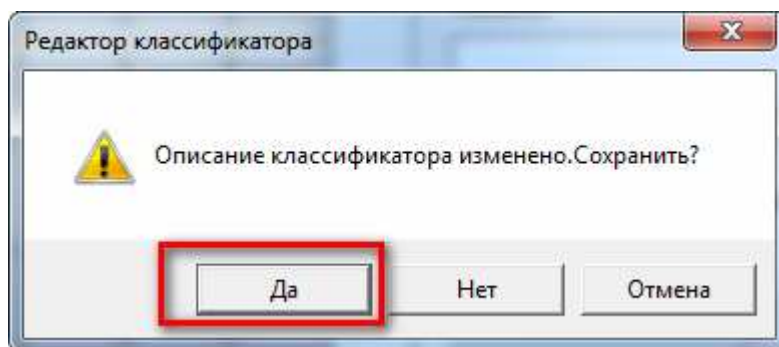 Редактор классификатора
Описание классификатора изменено.Сохранить?
Да
Нет
Отмена